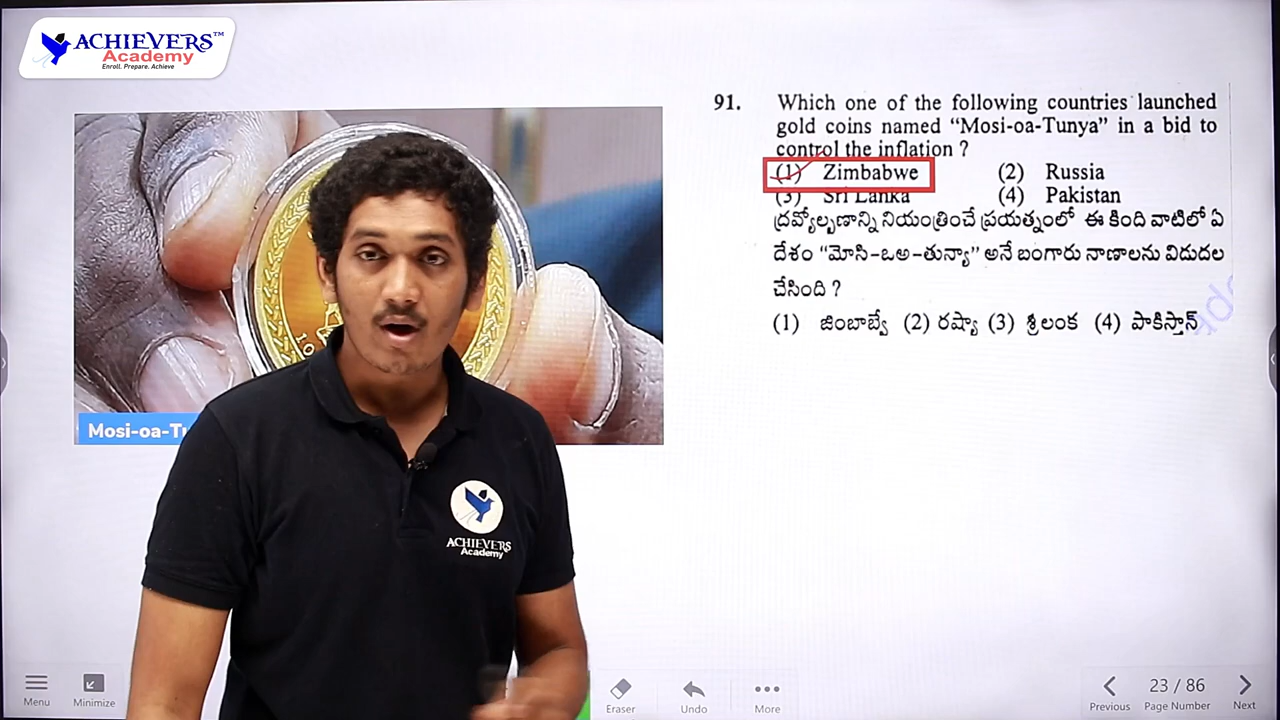 ACHIEVERS™
Academy
Enroll. Prepare. Achieve
91. Which one of the following countries launched
gold coins named “Mosi-oa-Tunya” in a bid to
control the inflation ?
(1) Zimbabwe (2) Russia
(3) Sri Lanka (4) Pakistan
ద్రవ్యోల్బణాన్ని నియంత్రించే ప్రయత్నంలో ఈ కింది వాటిలో ఏ
దేశం “మోసి-ఒఅ-తున్యా” అనే బంగారు నాణాలను విడుదల
చేసింది ?
(1) జింబాబ్వే (2) రష్యా (3) శ్రీలంక (4) పాకిస్తాన్
Mosi-oa-Tu
ACHIEVERS
Academy
Menu Minimize Eraser Undo More Previous 23 / 86 Page Number Next